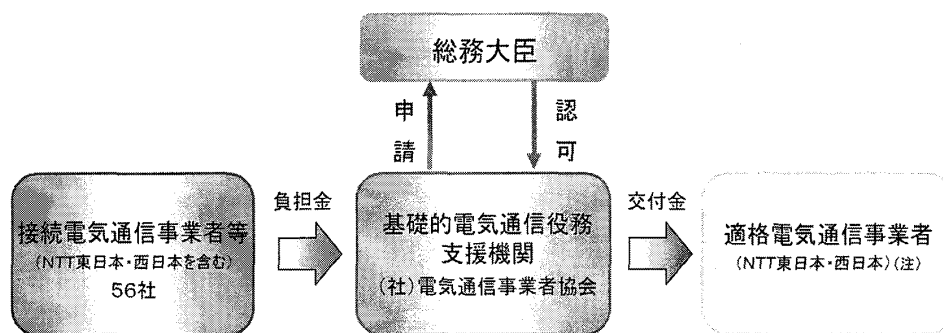 総務大臣
申請
認可
接続電気通信事業者等
(NTT東日本・西日本を含む)
56社
負担金
基礎的電気通信役務
支援機関
(社)電気通信事業者協会
交付金
適格電気通信事業者
(NTT東日本・西日本)(注)